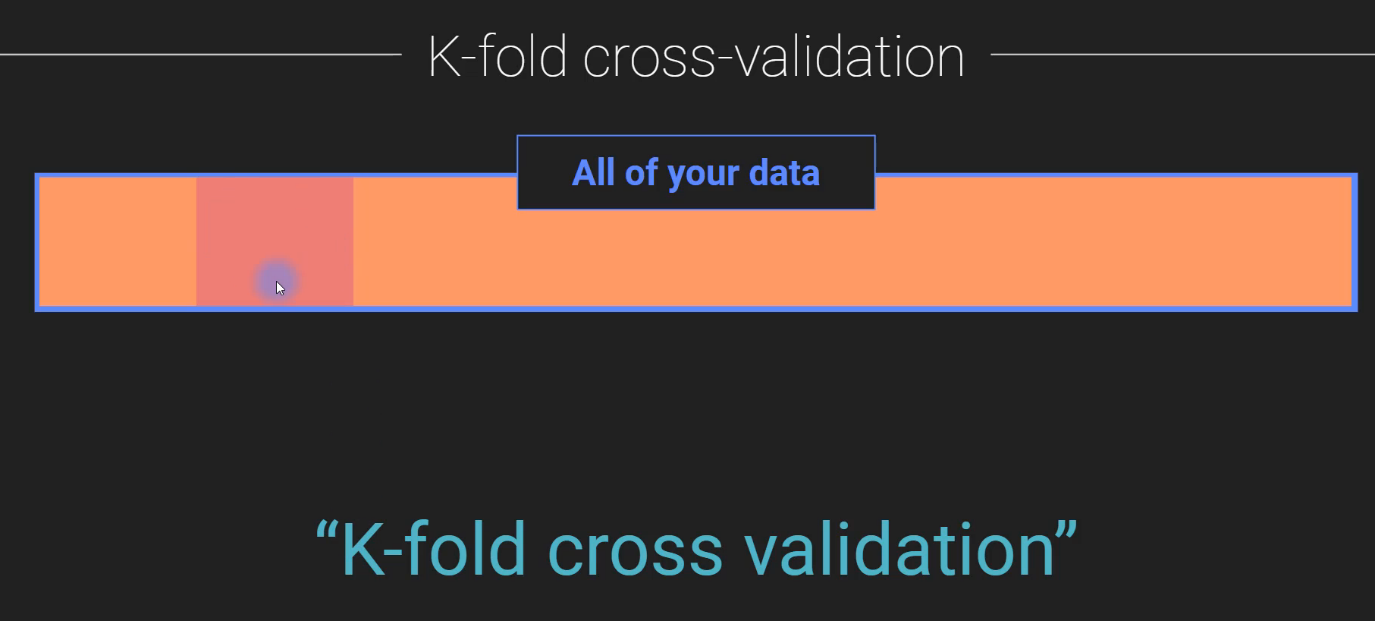 K-fold cross-validation
All of your data
“K-fold cross validation”